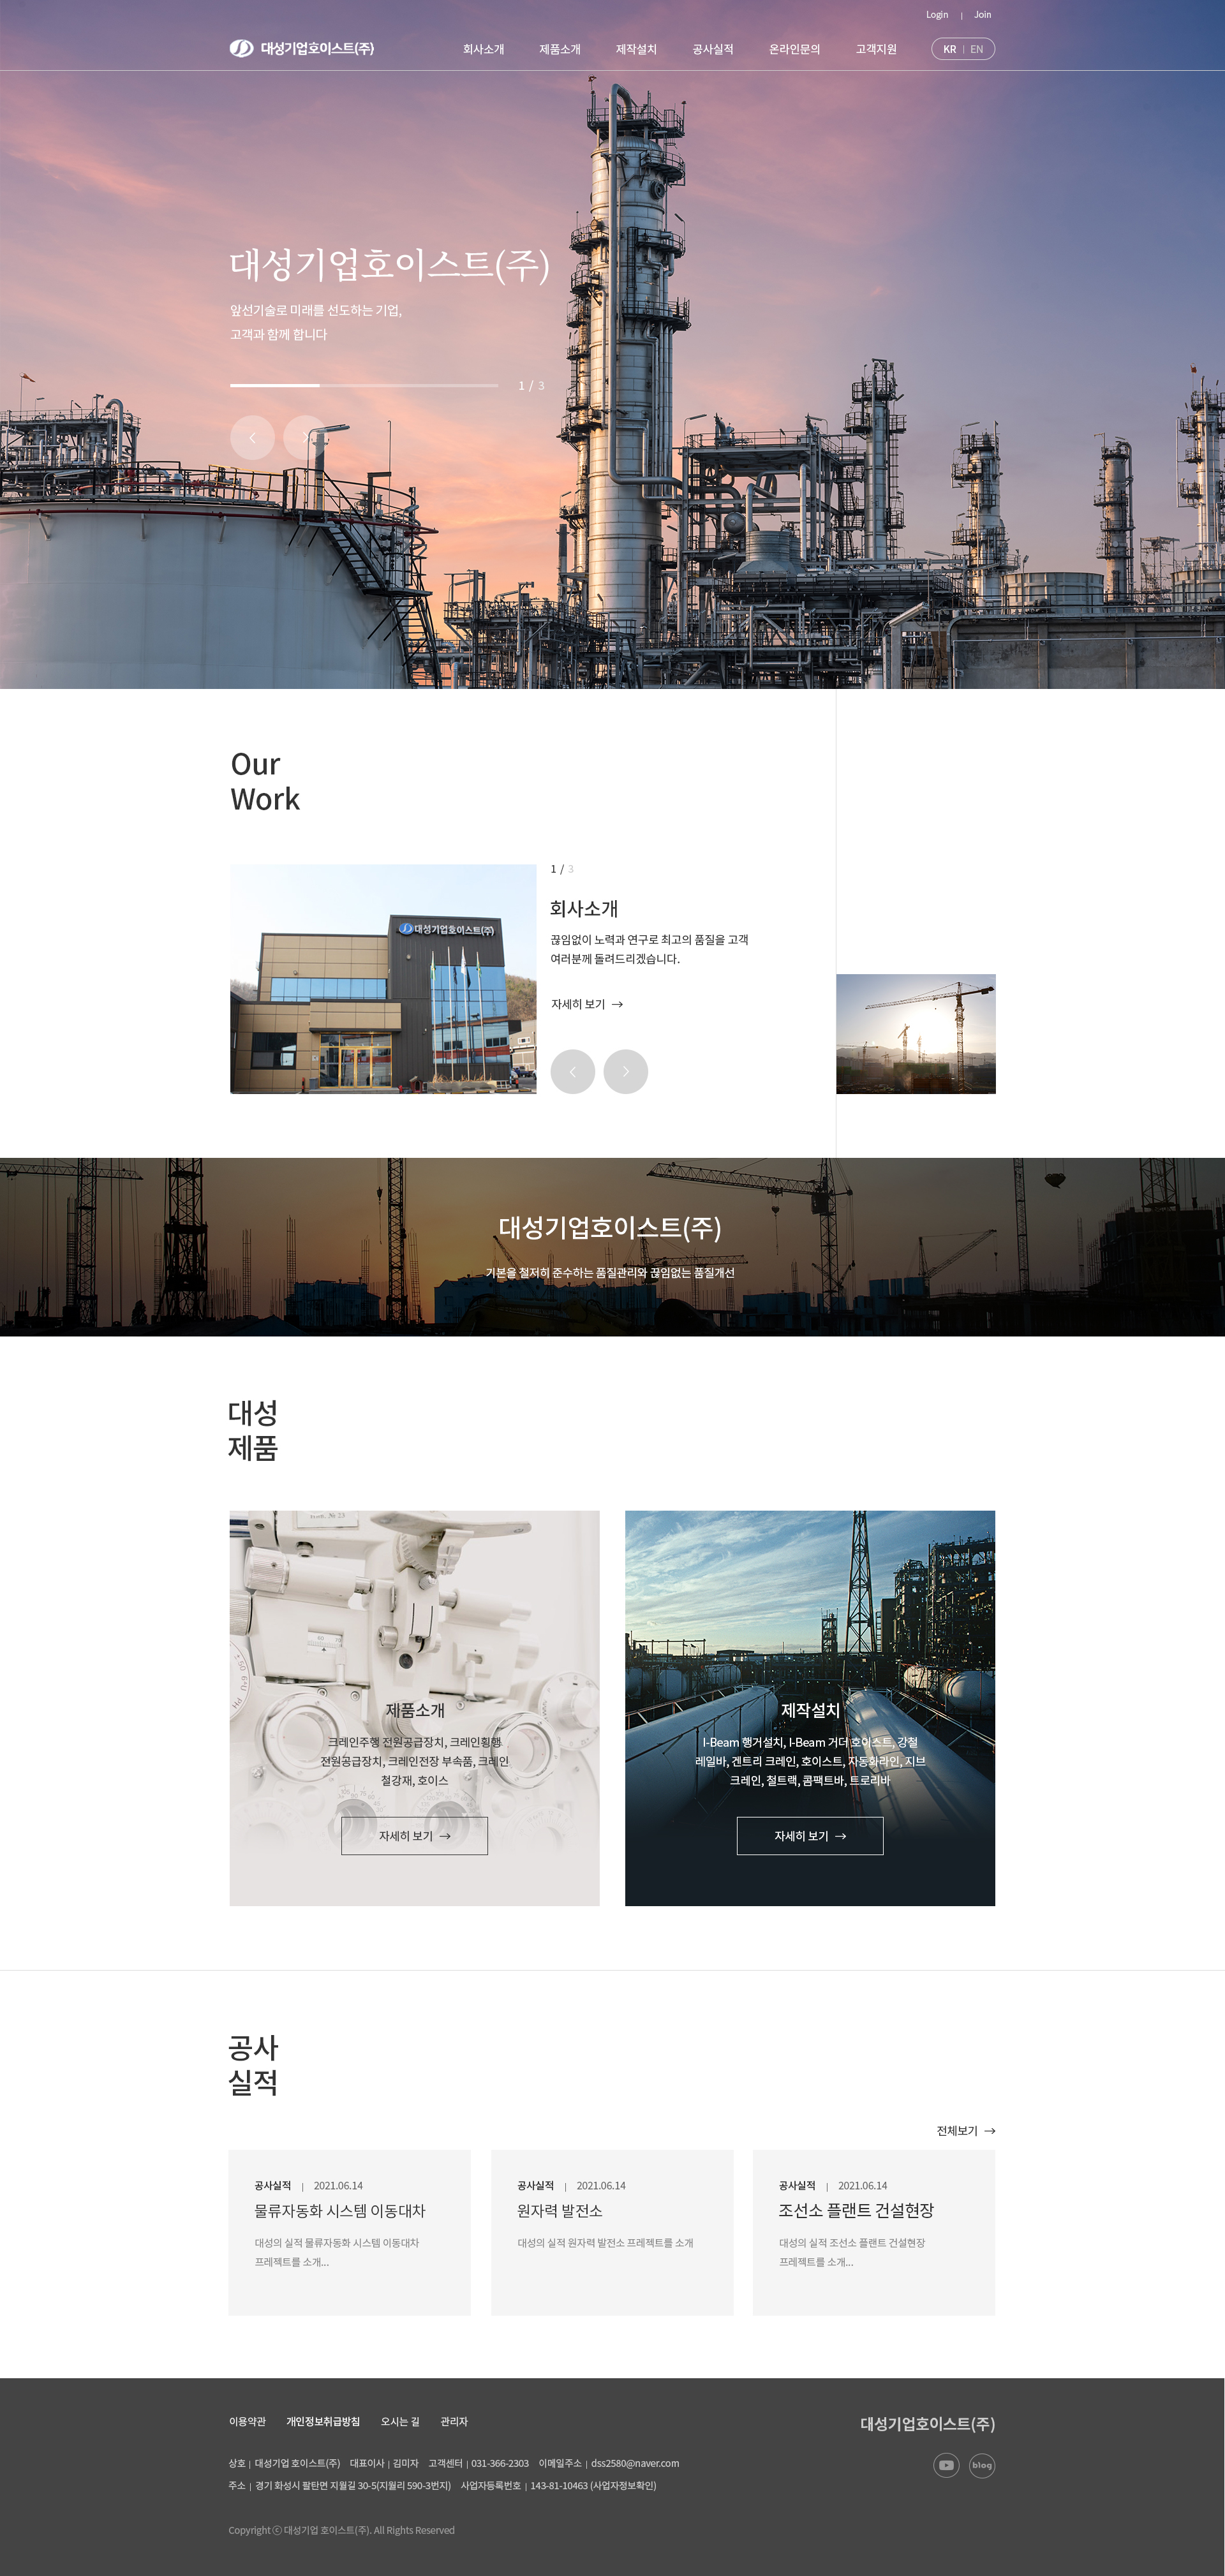 Login | Join
대성기업호이스트(주)
회사소개 제품소개 제작설치 공사실적 온라인문의 고객지원
KR | EN
대성기업호이스트(주)
앞선기술로 미래를 선도하는 기업,
고객과 함께 합니다
1 / 3
Our
Work
1 / 3
대성기업호이스트(주)
회사소개
끊임없이 노력과 연구로 최고의 품질을 고객
여러분께 돌려드리겠습니다.
자세히 보기 →
대성기업호이스트(주)
기본을 철저히 준수하는 품질관리와 끊임없는 품질개선
대성
제품
제품소개
크레인주행 전원공급장치, 크레인횡행
전원공급장치, 크레인전장 부속품, 크레인
철강재, 호이스
자세히 보기 →
제작설치
I-Beam 행거설치, I-Beam 거더 호이스트, 강철
레일바, 겐트리 크레인, 호이스트, 자동화라인, 지브
크레인, 철트랙, 콤팩트바, 트로리바
자세히 보기 →
공사
실적
전체보기 →
공사실적 | 2021.06.14
물류자동화 시스템 이동대차
대성의 실적 물류자동화 시스템 이동대차
프레젝트를 소개...
공사실적 | 2021.06.14
원자력 발전소
대성의 실적 원자력 발전소 프레젝트를 소개
공사실적 | 2021.06.14
조선소 플랜트 건설현장
대성의 실적 조선소 플랜트 건설현장
프레젝트를 소개...
이용약관 개인정보취급방침 오시는 길 관리자
대성기업호이스트(주)
상호 | 대성기업 호이스트(주) 대표이사 | 김미자 고객센터 | 031-366-2303 이메일주소 | dss2580@naver.com
blog
주소 | 경기 화성시 팔탄면 지월길 30-5(지월리 590-3번지) 사업자등록번호 | 143-81-10463 (사업자정보확인)
Copyright ⓒ 대성기업 호이스트(주). All Rights Reserved